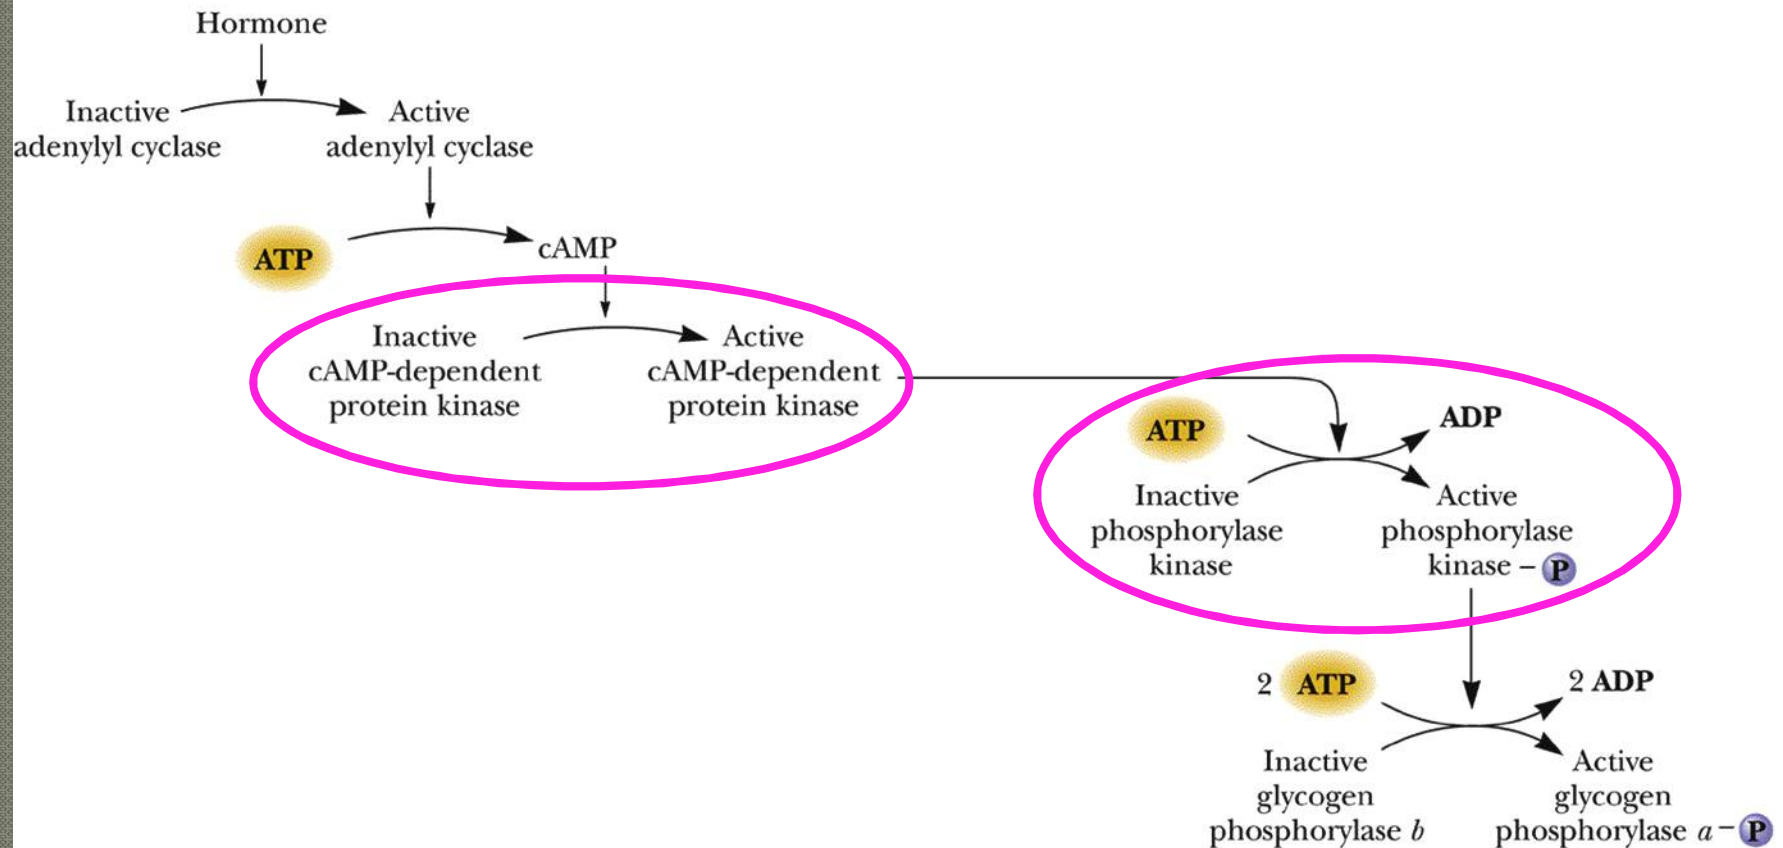 Hormone
Inactive
adenylyl cyclase
Active
adenylyl cyclase
ATP
cAMP
Inactive
cAMP-dependent
protein kinase
Active
cAMP-dependent
protein kinase
ATP
ADP
Inactive
phosphorylase
kinase
Active
phosphorylase
kinase – P
2 ATP
2 ADP
Inactive
glycogen
phosphorylase b
Active
glycogen
phosphorylase a – P